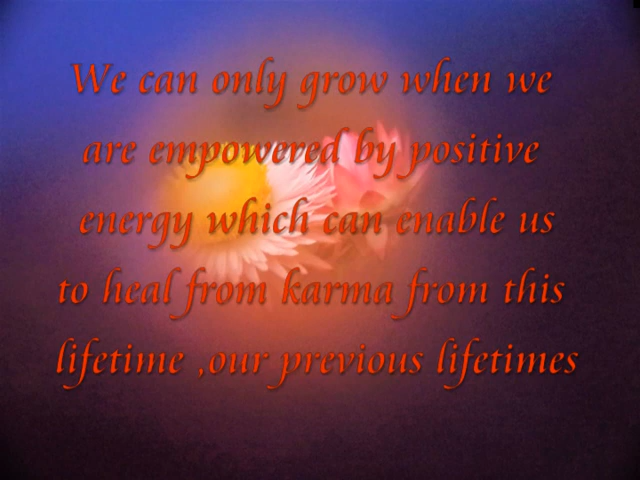 We can only grow when we
are empowered by positive
energy which can enable us
to heal from karma from this
lifetime ,our previous lifetimes